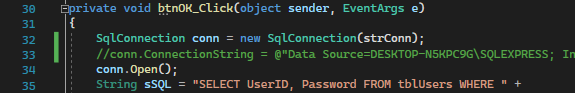 30 private void btnOK_Click(object sender, EventArgs e)
31 {
32 SqlConnection conn = new SqlConnection(strConn);
33 //conn.ConnectionString = @"Data Source=DESKTOP-N5KPC9G\SQLEXPRESS; In
34 conn.Open();
35 String sSQL = "SELECT UserID, Password FROM tblUsers WHERE " +